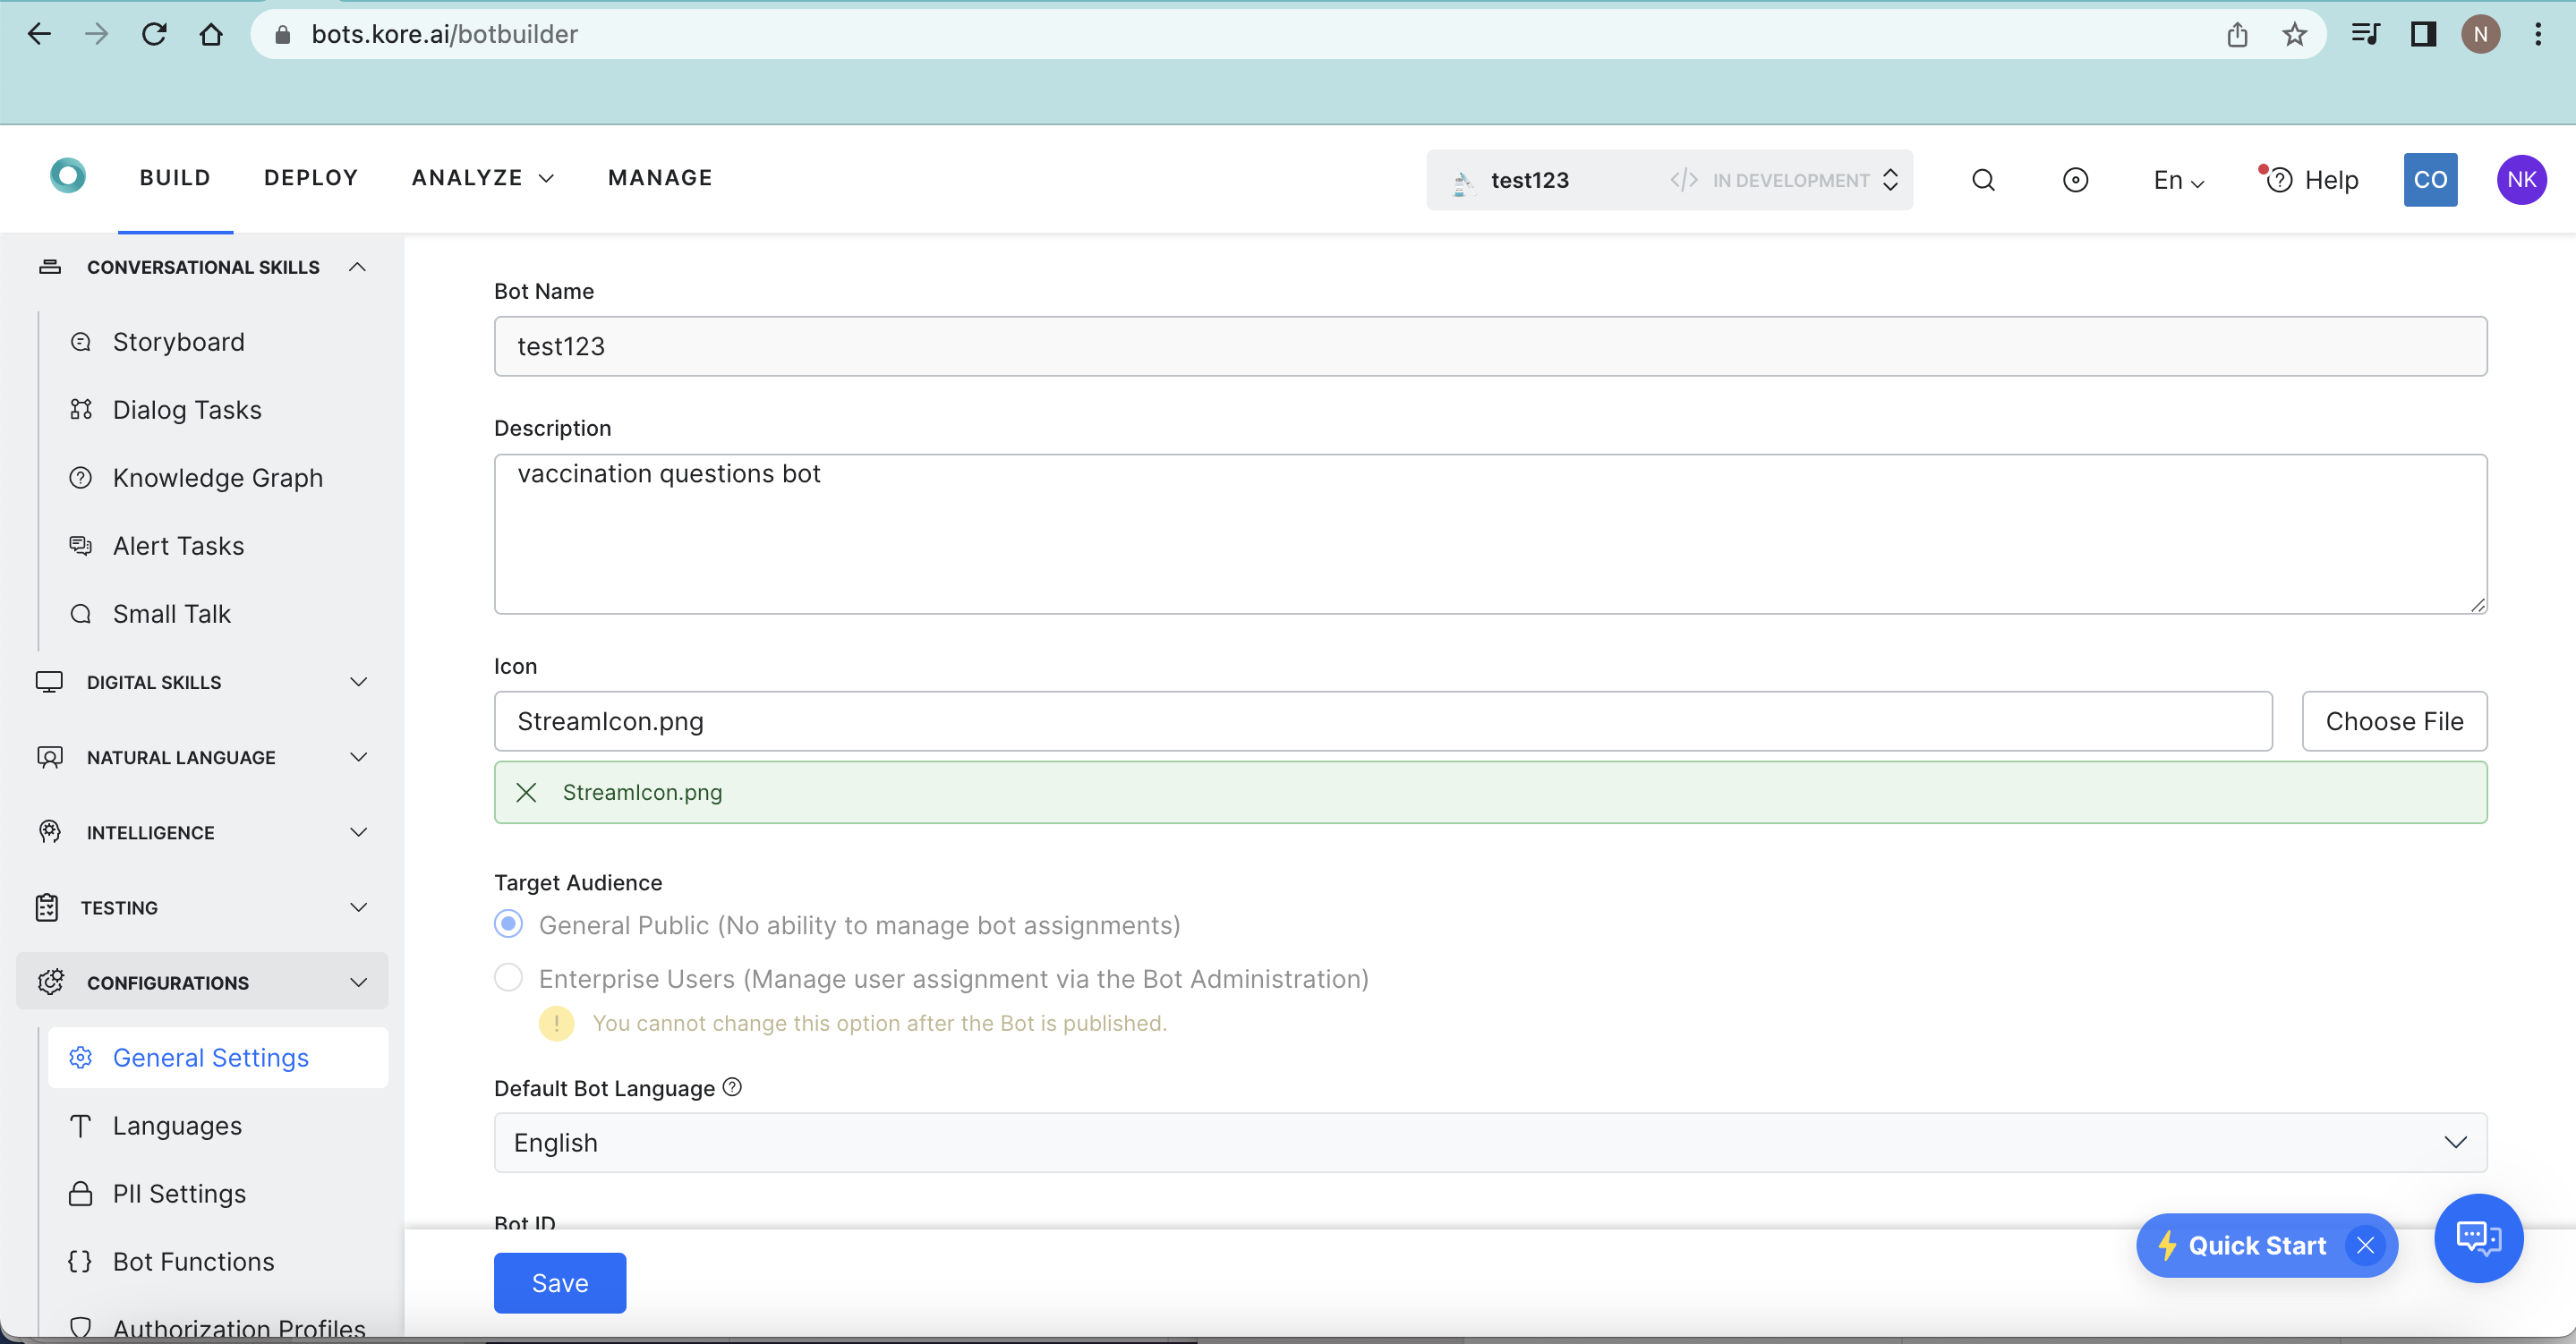 bots.kore.ai/botbuilder
N
BUILD
DEPLOY
ANALYZE
MANAGE
test123
</> IN DEVELOPMENT
En
Help
CO
NK
CONVERSATIONAL SKILLS
Storyboard
Dialog Tasks
Knowledge Graph
Alert Tasks
Small Talk
DIGITAL SKILLS
NATURAL LANGUAGE
INTELLIGENCE
TESTING
CONFIGURATIONS
General Settings
Languages
PII Settings
Bot Functions
Authorization Profiles
Bot Name
test123
Description
vaccination questions bot
Icon
StreamIcon.png
Choose File
StreamIcon.png
Target Audience
General Public (No ability to manage bot assignments)
Enterprise Users (Manage user assignment via the Bot Administration)
You cannot change this option after the Bot is published.
Default Bot Language
English
Bot ID
Save
Quick Start